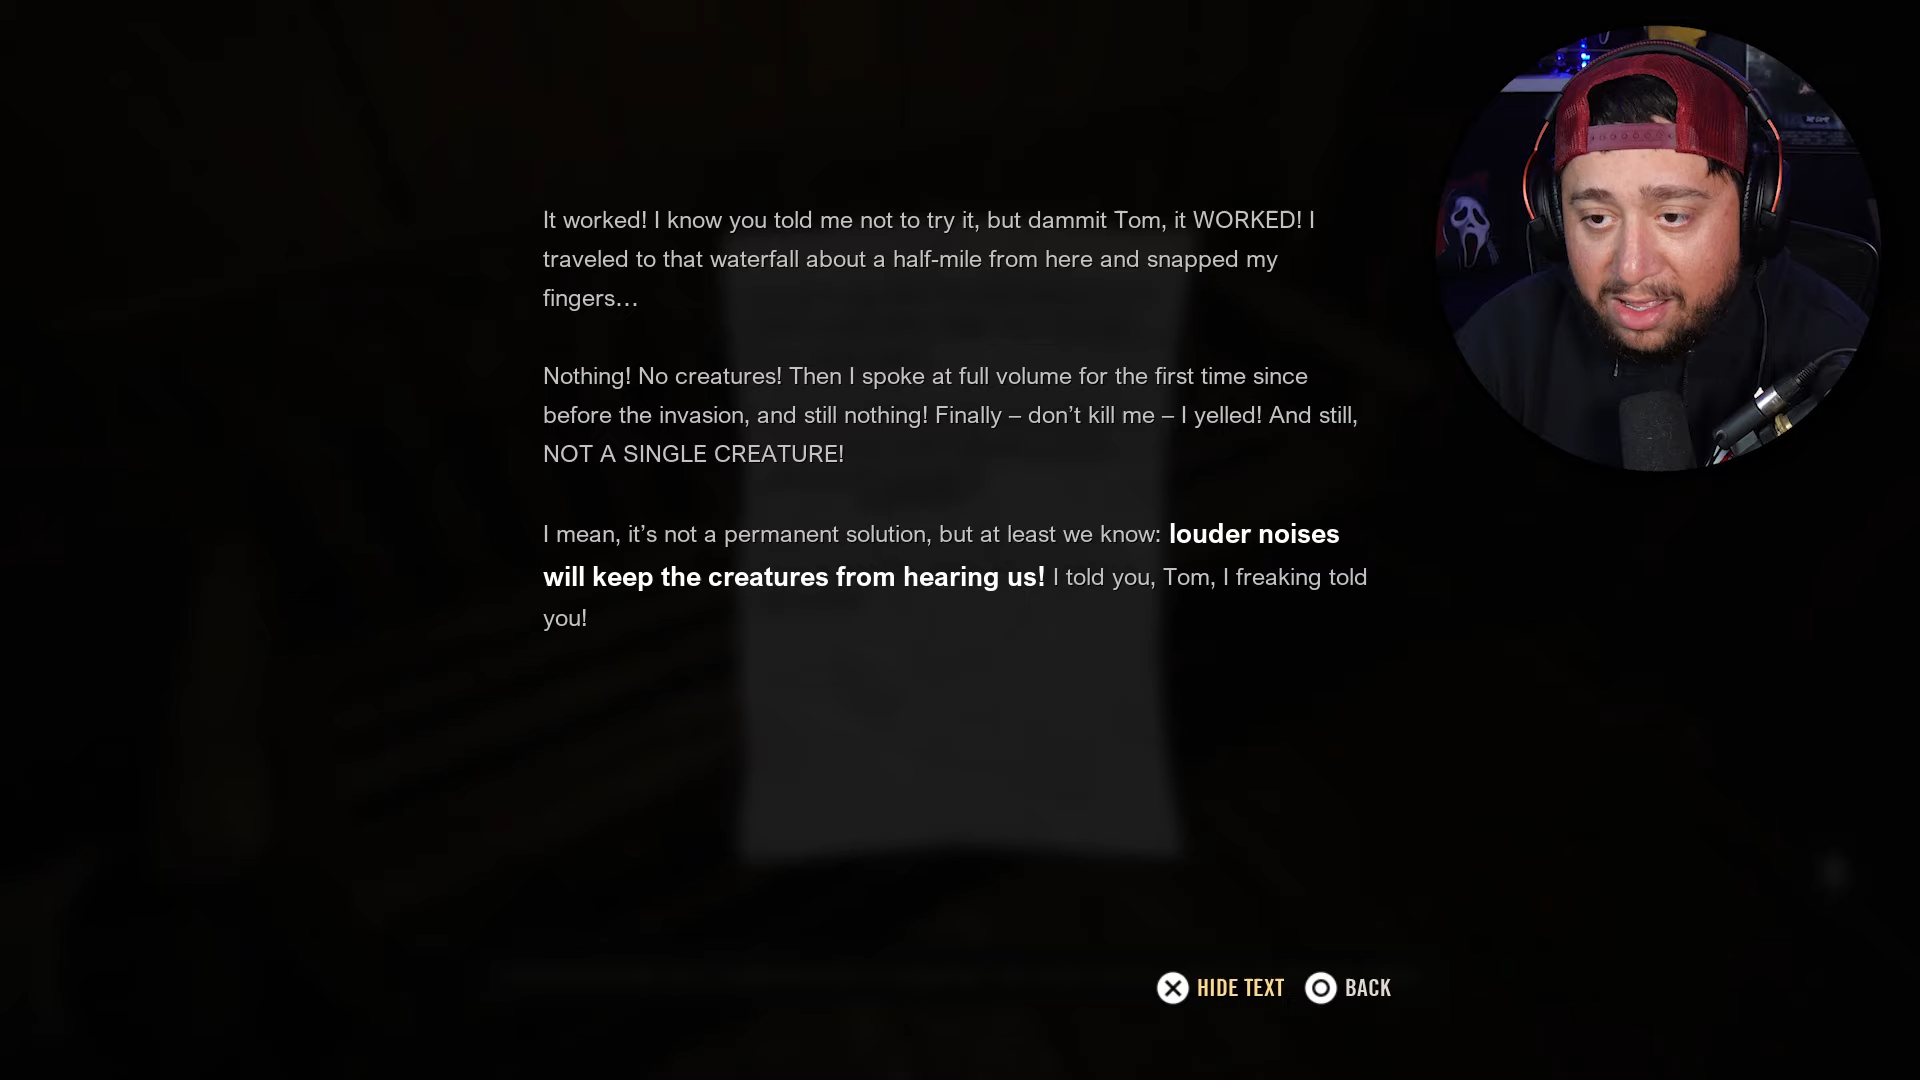 It worked! I know you told me not to try it, but dammit Tom, it WORKED! I
traveled to that waterfall about a half-mile from here and snapped my
fingers…
Nothing! No creatures! Then I spoke at full volume for the first time since
before the invasion, and still nothing! Finally – don’t kill me – I yelled! And still,
NOT A SINGLE CREATURE!
I mean, it’s not a permanent solution, but at least we know: louder noises
will keep the creatures from hearing us! I told you, Tom, I freaking told
you!
HIDE TEXT BACK